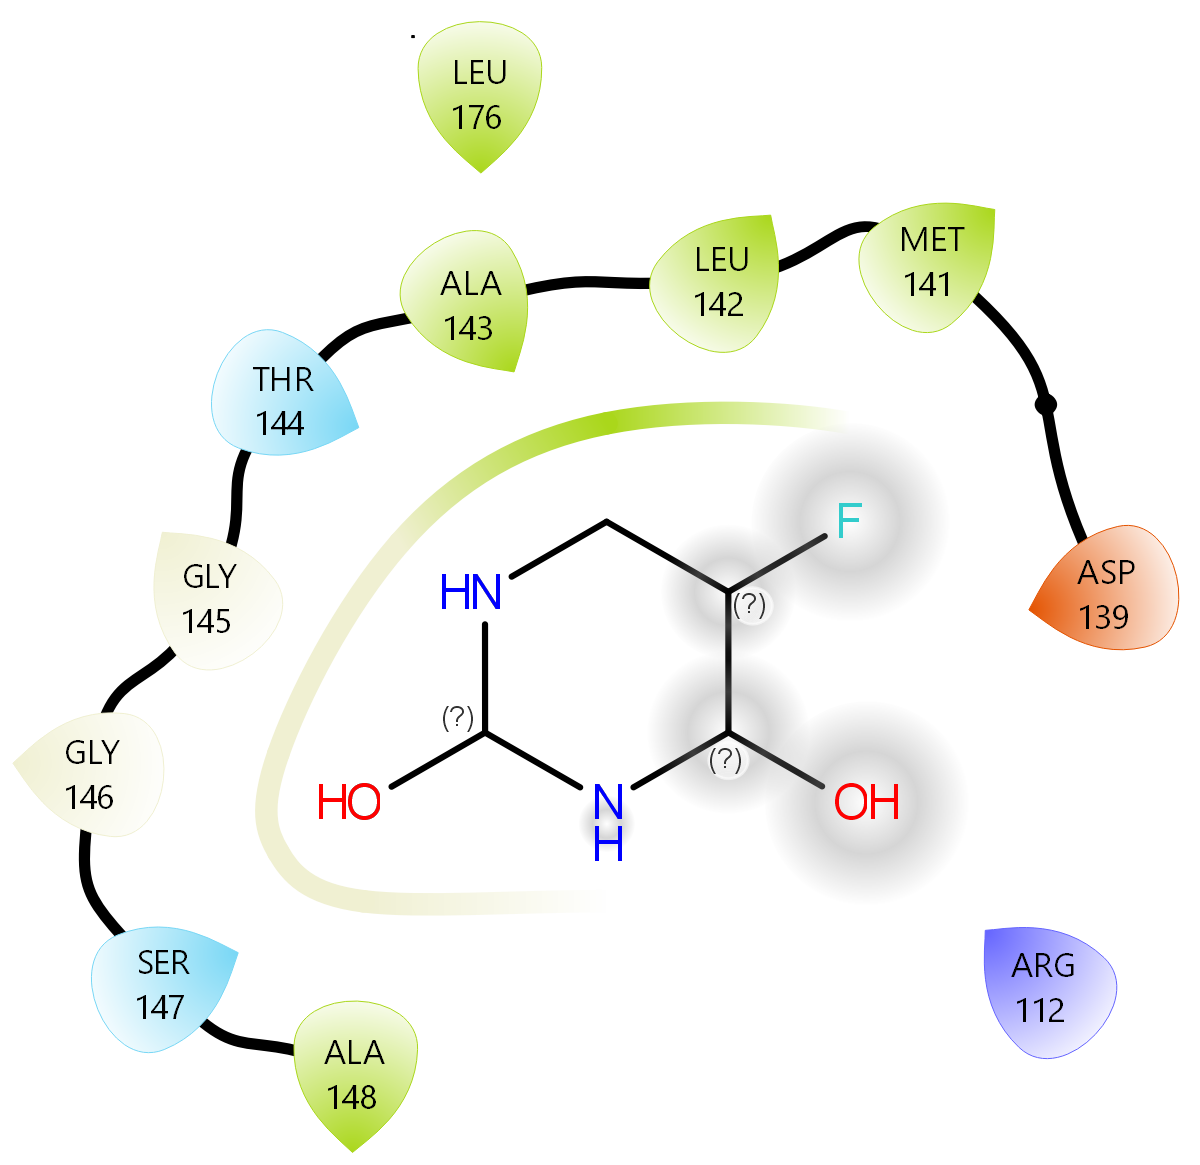 LEU
176
MET
141
LEU
142
ALA
143
THR
144
F
ASP
139
GLY
145
HN
(?)
(?)
GLY
146
(?)
HO
N
H
OH
SER
147
ARG
112
ALA
148